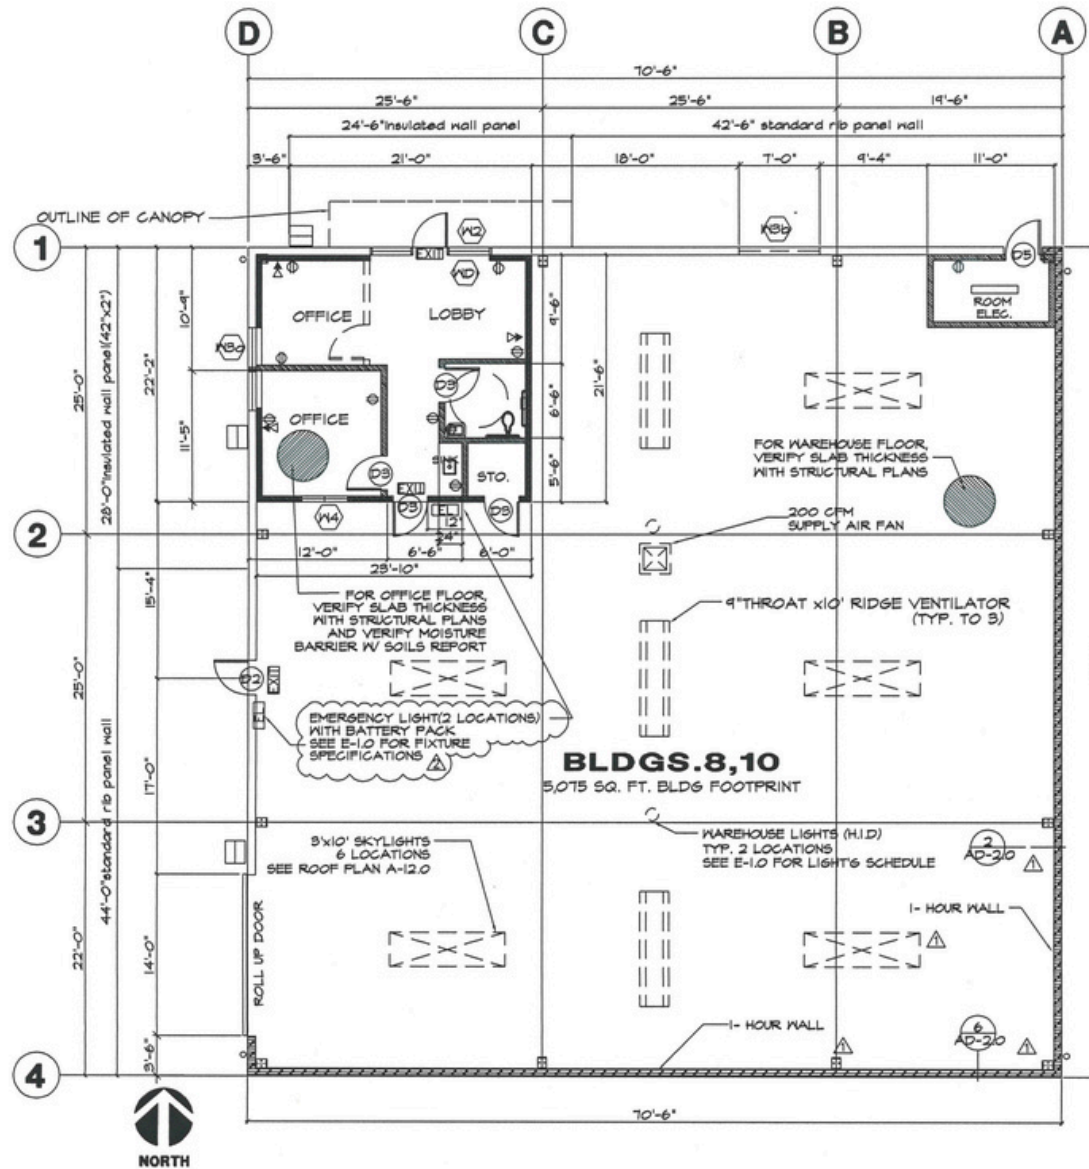 D C B A
70'-6"
25'-6" 25'-6" 19'-6"
24'-6"Insulated wall panel 42'-6" standard rib panel wall
3'-6" 21'-0" 18'-0" 7'-0" 9'-4" 11'-0"
OUTLINE OF CANOPY
1
W2
W3b
EXIT
WD
D5
ROOM
ELEC.
OFFICE
LOBBY
W3a
10'-9"
9'-6"
28'-0"Insulated wall panel(42"x2")
22'-2"
25'-0"
21'-6"
D3
6'-6"
OFFICE
11'-5"
5'-6"
D3
STO.
EXIT
W4
D3
EL
D3
12"
24"
FOR WAREHOUSE FLOOR,
VERIFY SLAB THICKNESS
WITH STRUCTURAL PLANS
200 CFM
SUPPLY AIR FAN
2
12'-0" 6'-6" 6'-0"
23'-10"
15'-4"
FOR OFFICE FLOOR,
VERIFY SLAB THICKNESS
WITH STRUCTURAL PLANS
AND VERIFY MOISTURE
BARRIER W/ SOILS REPORT
9"THROAT x10' RIDGE VENTILATOR
(TYP. TO 3)
25'-0"
D2
EXIT
EL
EMERGENCY LIGHT(2 LOCATIONS)
WITH BATTERY PACK
SEE E-1.0 FOR FIXTURE
SPECIFICATIONS
2
BLDGS.8,10
5,075 SQ. FT. BLDG FOOTPRINT
17'-0"
44'-0"standard rib panel wall
3
3'x10' SKYLIGHTS
6 LOCATIONS
SEE ROOF PLAN A-12.0
WAREHOUSE LIGHTS (H.I.D)
TYP. 2 LOCATIONS
SEE E-1.0 FOR LIGHT'G SCHEDULE
2
AD-2.0
1
1- HOUR WALL
1
22'-0"
14'-0"
ROLL UP DOOR
1- HOUR WALL
6
AD-2.0
1
1
3'-6"
4
70'-6"
NORTH